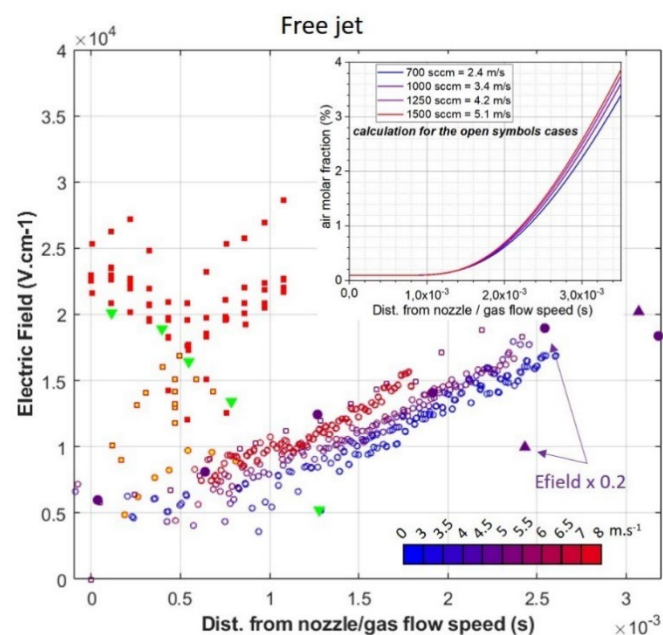 Free jet
×10⁴
4
3.5
3
2.5
2
1.5
1
0.5
0
Electric Field (V.cm-1)
0
0.5
1
1.5
2
2.5
3
Dist. from nozzle/gas flow speed (s)
×10⁻³
4
3
2
1
0
air molar fraction (%)
700 sccm = 2.4 m/s
1000 sccm = 3.4 m/s
1250 sccm = 4.2 m/s
1500 sccm = 5.1 m/s
calculation for the open symbols cases
0,0
1,0x10⁻³
2,0x10⁻³
3,0x10⁻³
Dist. from nozzle / gas flow speed (s)
Efield x 0.2
0 3 3.5 4 4.5 5 5.5 6 6.5 7 8 m.s⁻¹